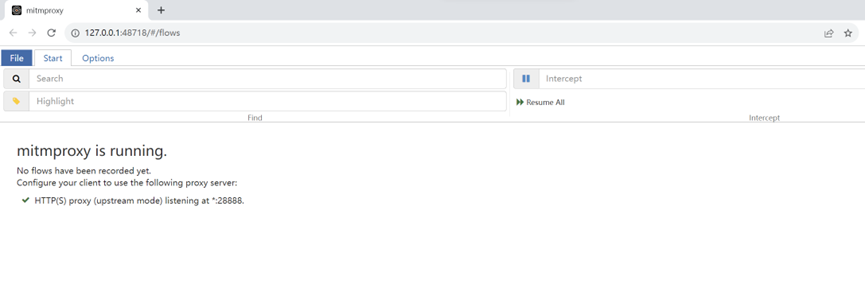 mitmproxy
127.0.0.1:48718/#/flows
File Start Options
Search Intercept
Highlight Resume All
Find Intercept
mitmproxy is running.
No flows have been recorded yet.
Configure your client to use the following proxy server:
HTTP(S) proxy (upstream mode) listening at *:28888.